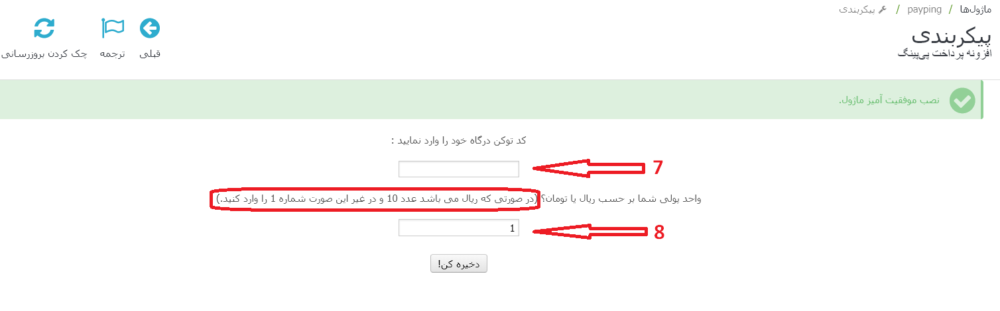 ماژول‌ها / payping / پیکربندی
پیکربندی
افزونه پرداخت پی‌پینگ
قبلی
ترجمه
چک کردن بروزرسانی
نصب موفقیت آمیز ماژول.
کد توکن درگاه خود را وارد نمایید :
7
واحد پولی شما بر حسب ریال یا تومان؟ (در صورتی که ریال می باشد عدد 10 و در غیر این صورت شماره 1 را وارد کنید.)
1
8
دخیره کن!